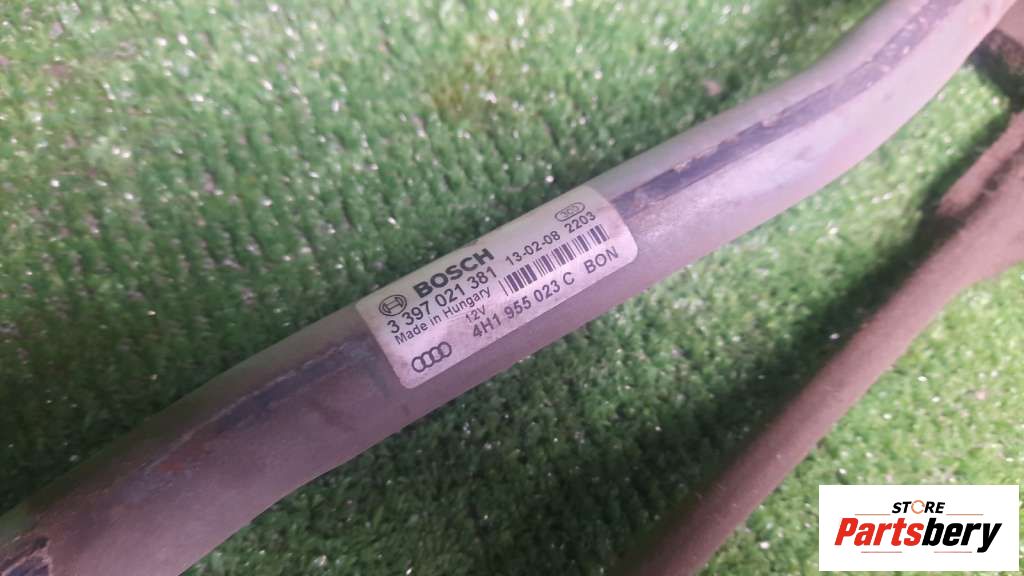 BOSCH
3 397 021 381 13-02-08 2203
Made in Hungary
12V
4H1 955 023 C BON
STORE
Partsbery